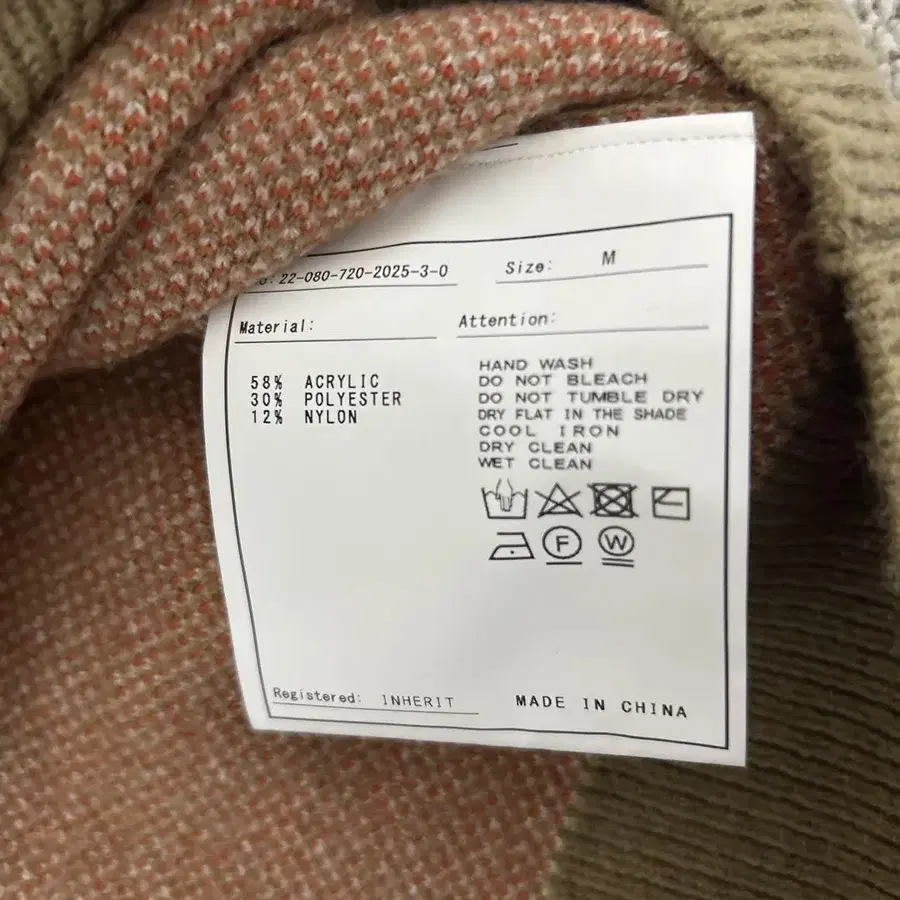 : 22-080-720-2025-3-0
Size: M
Material:
58% ACRYLIC
30% POLYESTER
12% NYLON
Attention:
HAND WASH
DO NOT BLEACH
DO NOT TUMBLE DRY
DRY FLAT IN THE SHADE
COOL IRON
DRY CLEAN
WET CLEAN
F
W
Registered: INHERIT
MADE IN CHINA